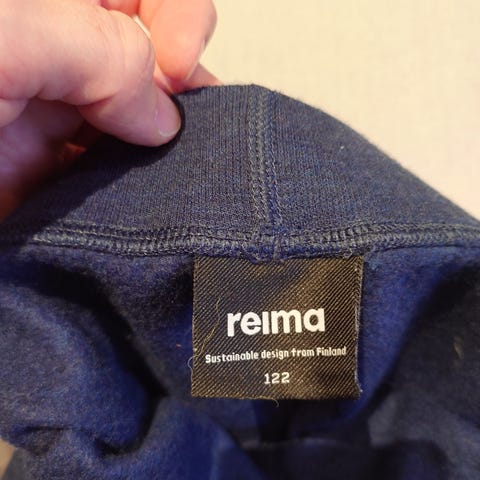 reima
Sustainable design from Finland
122